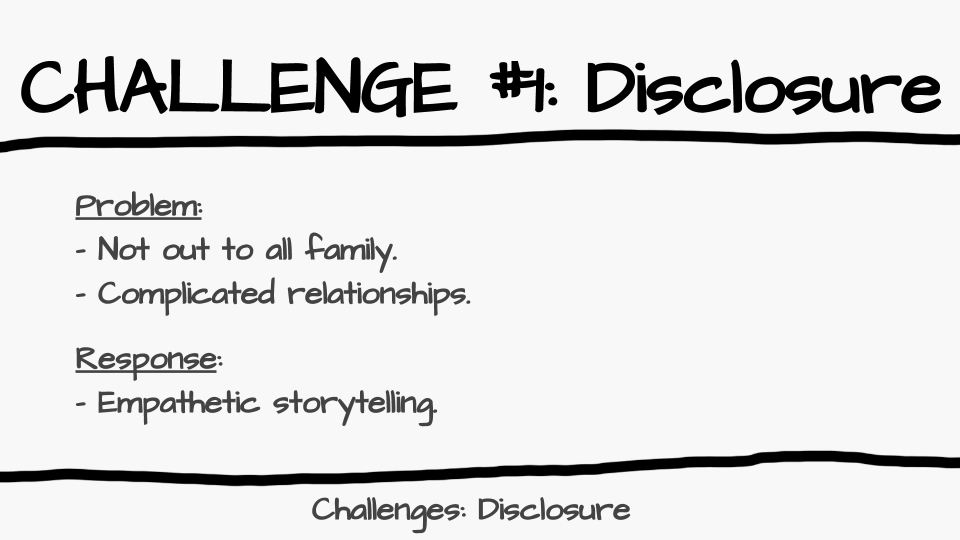 CHALLENGE #1: Disclosure
Problem:
- Not out to all family.
- Complicated relationships.
Response:
- Empathetic storytelling.
Challenges: Disclosure